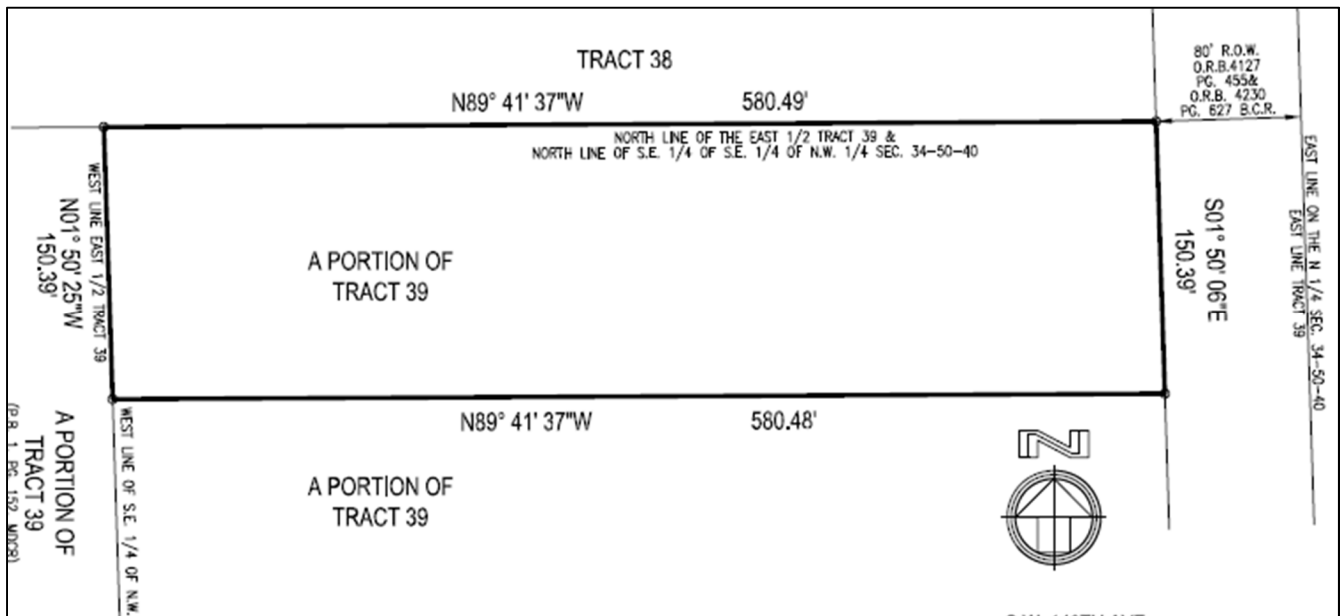 TRACT 38
N89° 41' 37"W 580.49'
80' R.O.W.
O.R.B.4127
PG. 455&
O.R.B. 4230
PG. 627 B.C.R.
NORTH LINE OF THE EAST 1/2 TRACT 39 &
NORTH LINE OF S.E. 1/4 OF S.E. 1/4 OF N.W. 1/4 SEC. 34-50-40
WEST LINE EAST 1/2 TRACT 39
N01° 50' 25"W
150.39'
A PORTION OF
TRACT 39
S01° 50' 06"E
150.39'
EAST LINE ON THE N 1/4 SEC. 34-50-40
EAST LINE TRACT 39
N89° 41' 37"W 580.48'
A PORTION OF
TRACT 39
(P.B. 1 PG. 152 MDCR)
WEST LINE OF S.E. 1/4 OF N.W.
A PORTION OF
TRACT 39
N